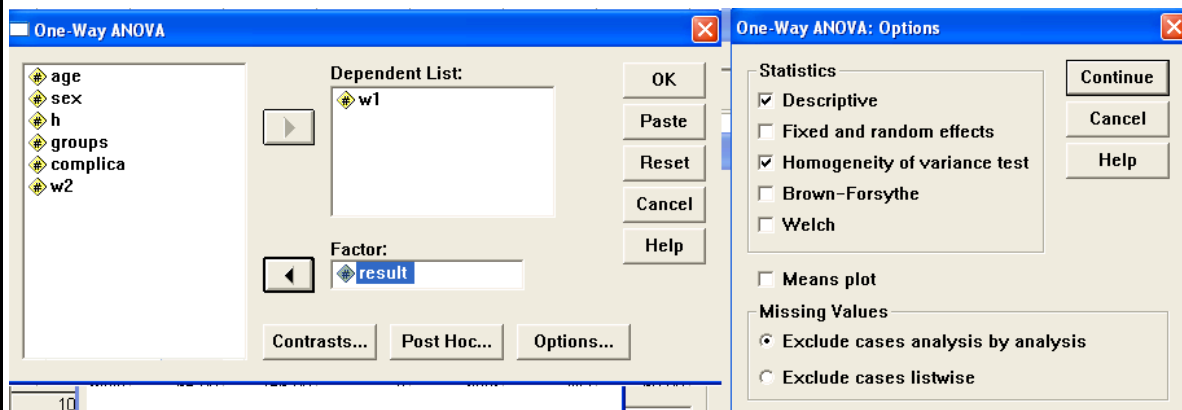 One-Way ANOVA
age
sex
h
groups
complica
w2
Dependent List:
w1
Factor:
result
OK
Paste
Reset
Cancel
Help
Contrasts...
Post Hoc...
Options...
10
One-Way ANOVA: Options
Statistics
Descriptive
Fixed and random effects
Homogeneity of variance test
Brown-Forsythe
Welch
Means plot
Missing Values
Exclude cases analysis by analysis
Exclude cases listwise
Continue
Cancel
Help